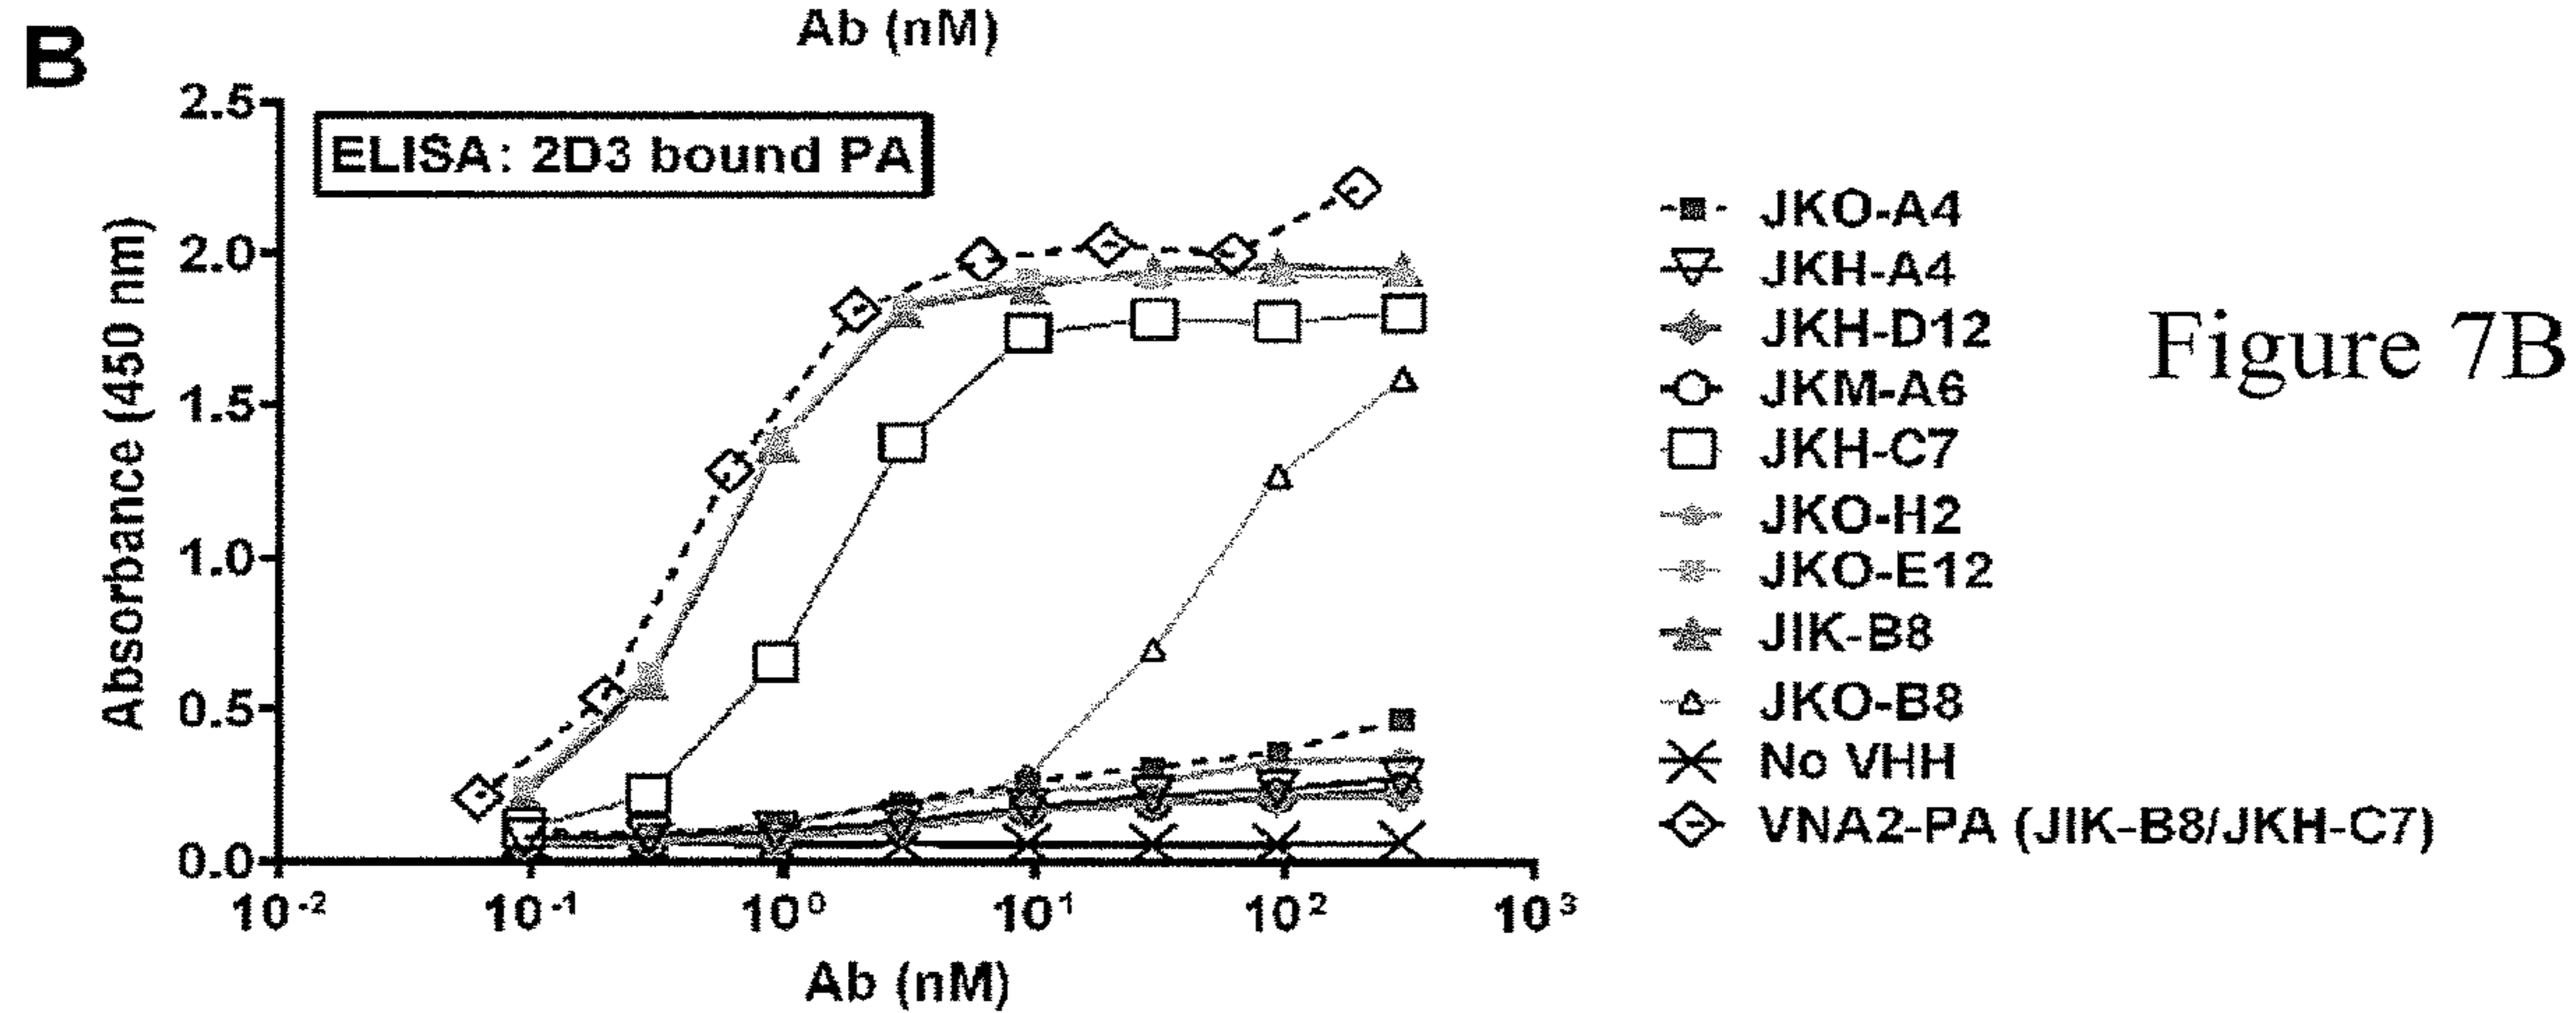 Ab (nM)
B
2.5
ELISA: 2D3 bound PA
2.0
1.5
1.0
0.5
0.0
Absorbance (450 nm)
10⁻² 10⁻¹ 10⁰ 10¹ 10² 10³
Ab (nM)
JKO-A4
JKH-A4
JKH-D12
JKM-A6
JKH-C7
JKO-H2
JKO-E12
JIK-B8
JKO-B8
No VHH
VNA2-PA (JIK-B8/JKH-C7)
Figure 7B